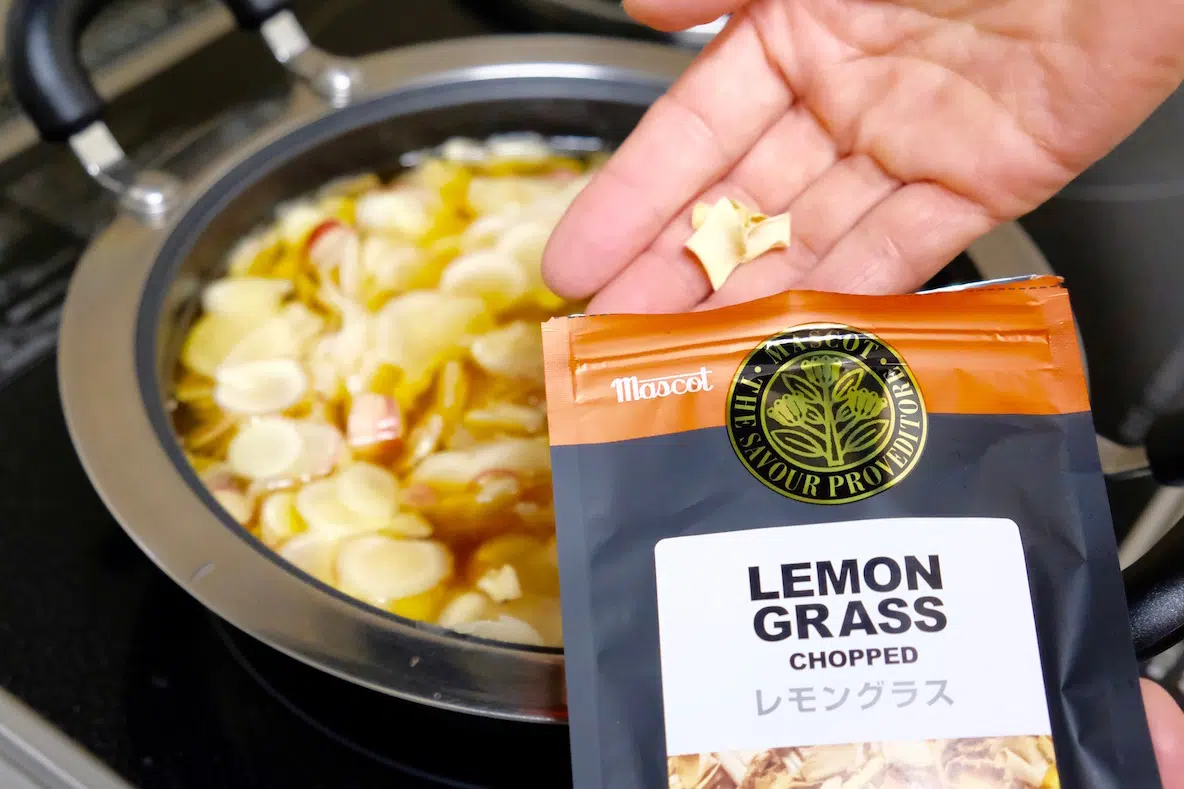 Mascot
• MASCOT •
THE SAVOUR PROVEDITORE
LEMON
GRASS
CHOPPED
レモングラス